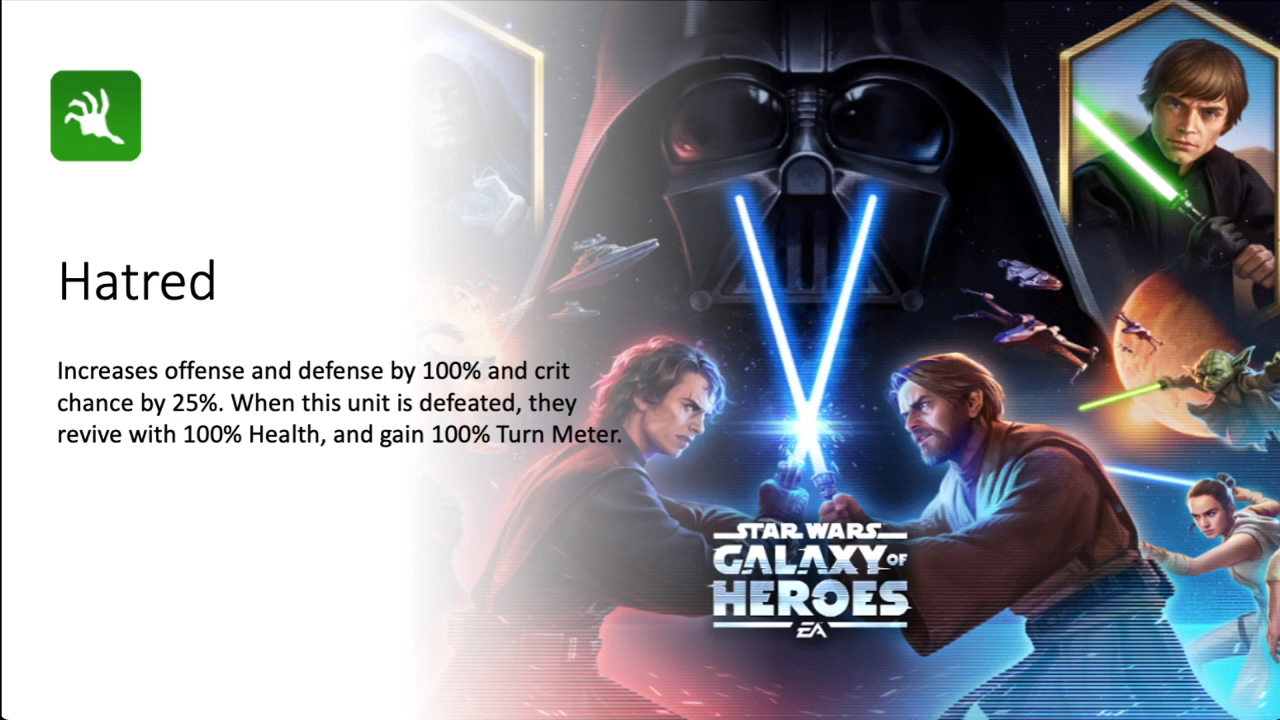 Hatred
Increases offense and defense by 100% and crit
chance by 25%. When this unit is defeated, they
revive with 100% Health, and gain 100% Turn Meter.
STAR WARS
GALAXY OF
HEROES
EA